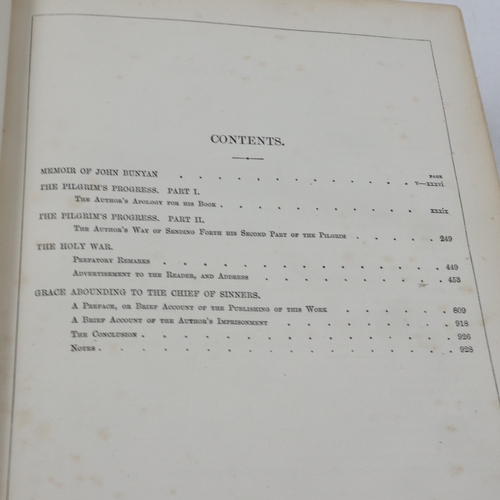 CONTENTS.
PAGE
MEMOIR OF JOHN BUNYAN . . . . . . . . . . . . v—xxxvi
THE PILGRIM'S PROGRESS. PART I.
THE AUTHOR'S APOLOGY FOR HIS BOOK . . . . . . . . . . xxxix
THE PILGRIM'S PROGRESS. PART II.
THE AUTHOR'S WAY OF SENDING FORTH HIS SECOND PART OF THE PILGRIM . . . . . 249
THE HOLY WAR.
PREFATORY REMARKS . . . . . . . . . . . . 449
ADVERTISEMENT TO THE READER, AND ADDRESS . . . . . . . . 453
GRACE ABOUNDING TO THE CHIEF OF SINNERS.
A PREFACE, OR BRIEF ACCOUNT OF THE PUBLISHING OF THIS WORK . . . . . . 809
A BRIEF ACCOUNT OF THE AUTHOR'S IMPRISONMENT . . . . . . . . 918
THE CONCLUSION . . . . . . . . . . . . . 926
NOTES . . . . . . . . . . . . . . . 928